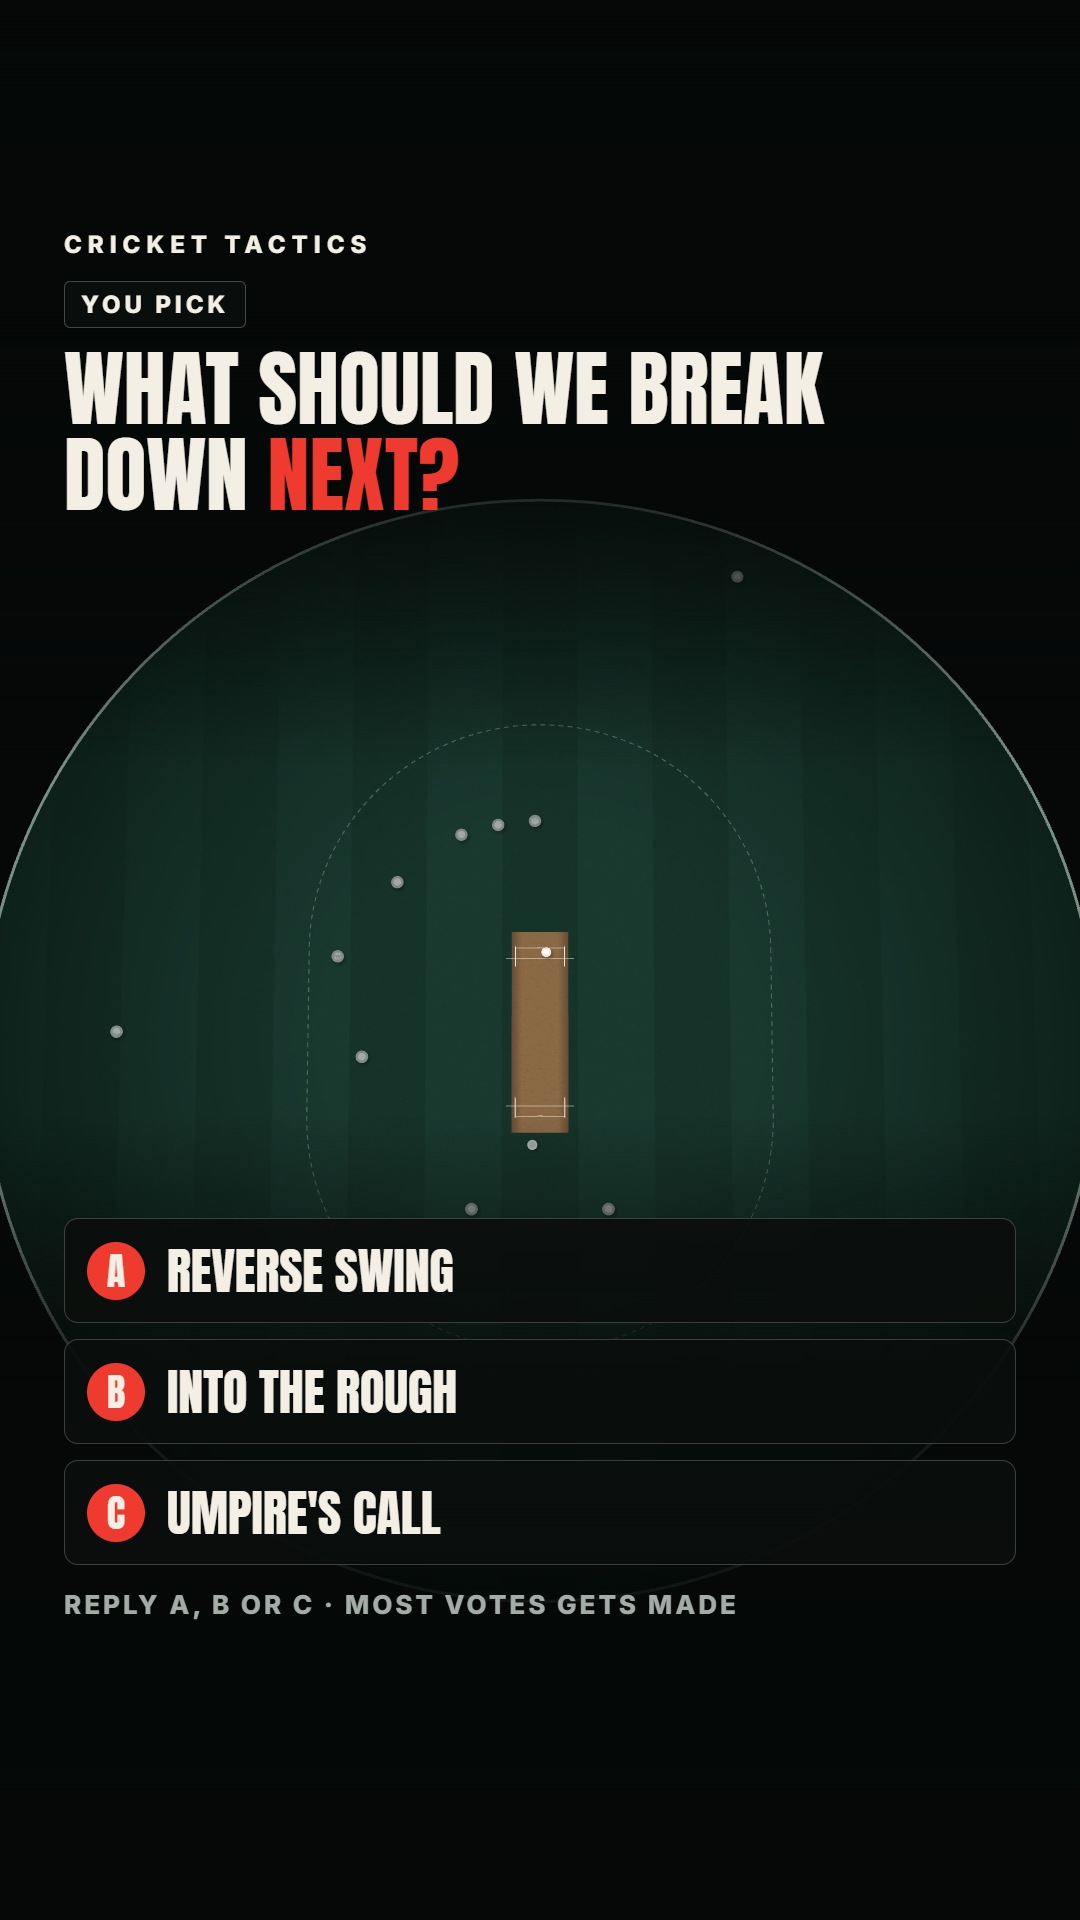 CRICKET TACTICS
YOU PICK
WHAT SHOULD WE BREAK
DOWN NEXT?
A REVERSE SWING
B INTO THE ROUGH
C UMPIRE'S CALL
REPLY A, B OR C · MOST VOTES GETS MADE